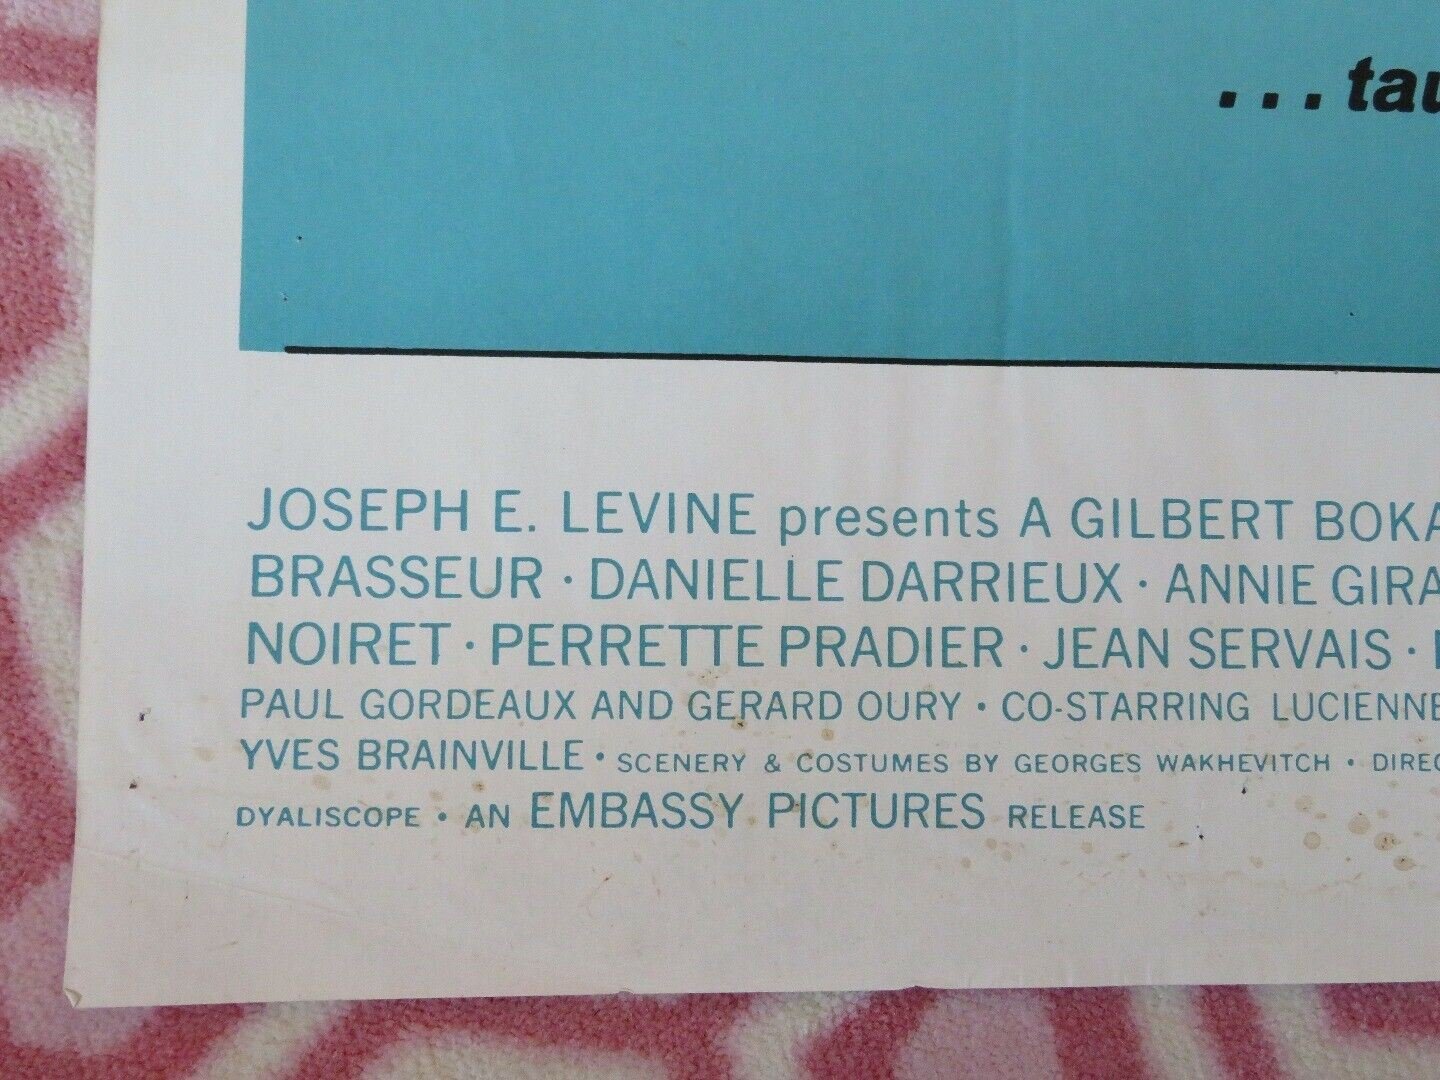 ... tau
JOSEPH E. LEVINE presents A GILBERT BOKA
BRASSEUR · DANIELLE DARRIEUX · ANNIE GIRA
NOIRET · PERRETTE PRADIER · JEAN SERVAIS ·
PAUL GORDEAUX AND GERARD OURY · CO-STARRING LUCIENNE
YVES BRAINVILLE · SCENERY & COSTUMES BY GEORGES WAKHEVITCH · DIREC
DYALISCOPE · AN EMBASSY PICTURES RELEASE